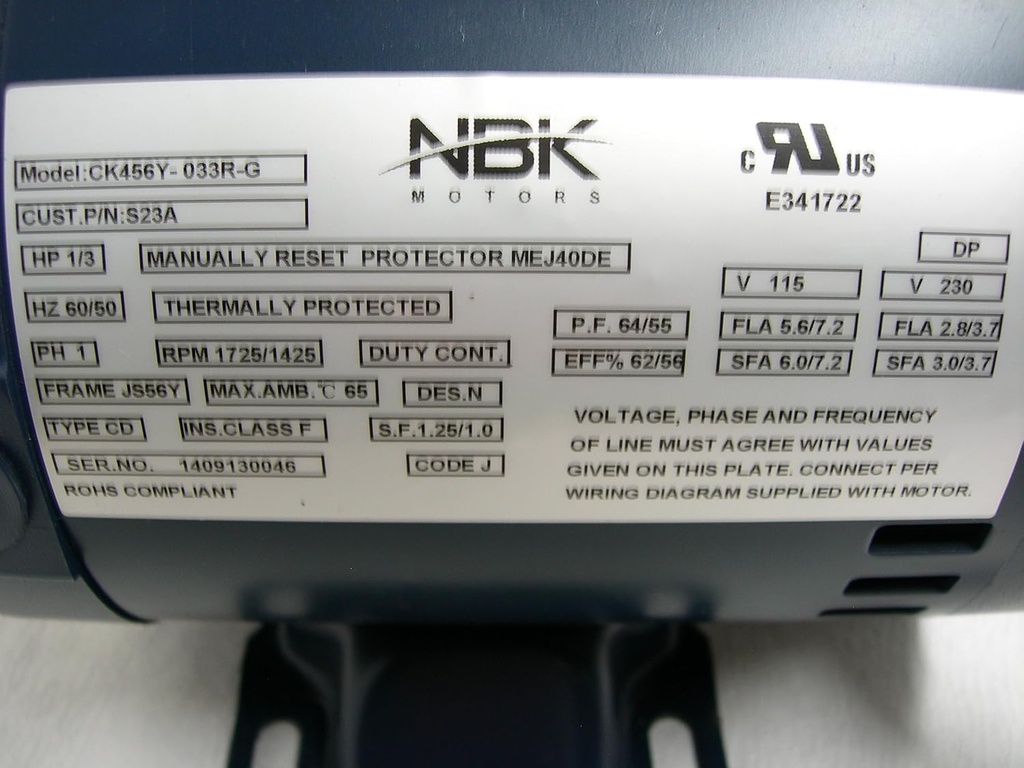 NBK
MOTORS
C RU US
E341722
Model:CK456Y-033R-G
CUST.P/N:S23A
HP 1/3 MANUALLY RESET PROTECTOR MEJ40DE
DP
HZ 60/50 THERMALLY PROTECTED
V 115 V 230
P.F. 64/55 FLA 5.6/7.2 FLA 2.8/3.7
PH 1 RPM 1725/1425 DUTY CONT.
EFF% 62/56 SFA 6.0/7.2 SFA 3.0/3.7
FRAME JS56Y MAX.AMB.℃ 65 DES.N
TYPE CD INS.CLASS F S.F.1.25/1.0
SER.NO. 1409130046 CODE J
ROHS COMPLIANT
VOLTAGE, PHASE AND FREQUENCY
OF LINE MUST AGREE WITH VALUES
GIVEN ON THIS PLATE. CONNECT PER
WIRING DIAGRAM SUPPLIED WITH MOTOR.